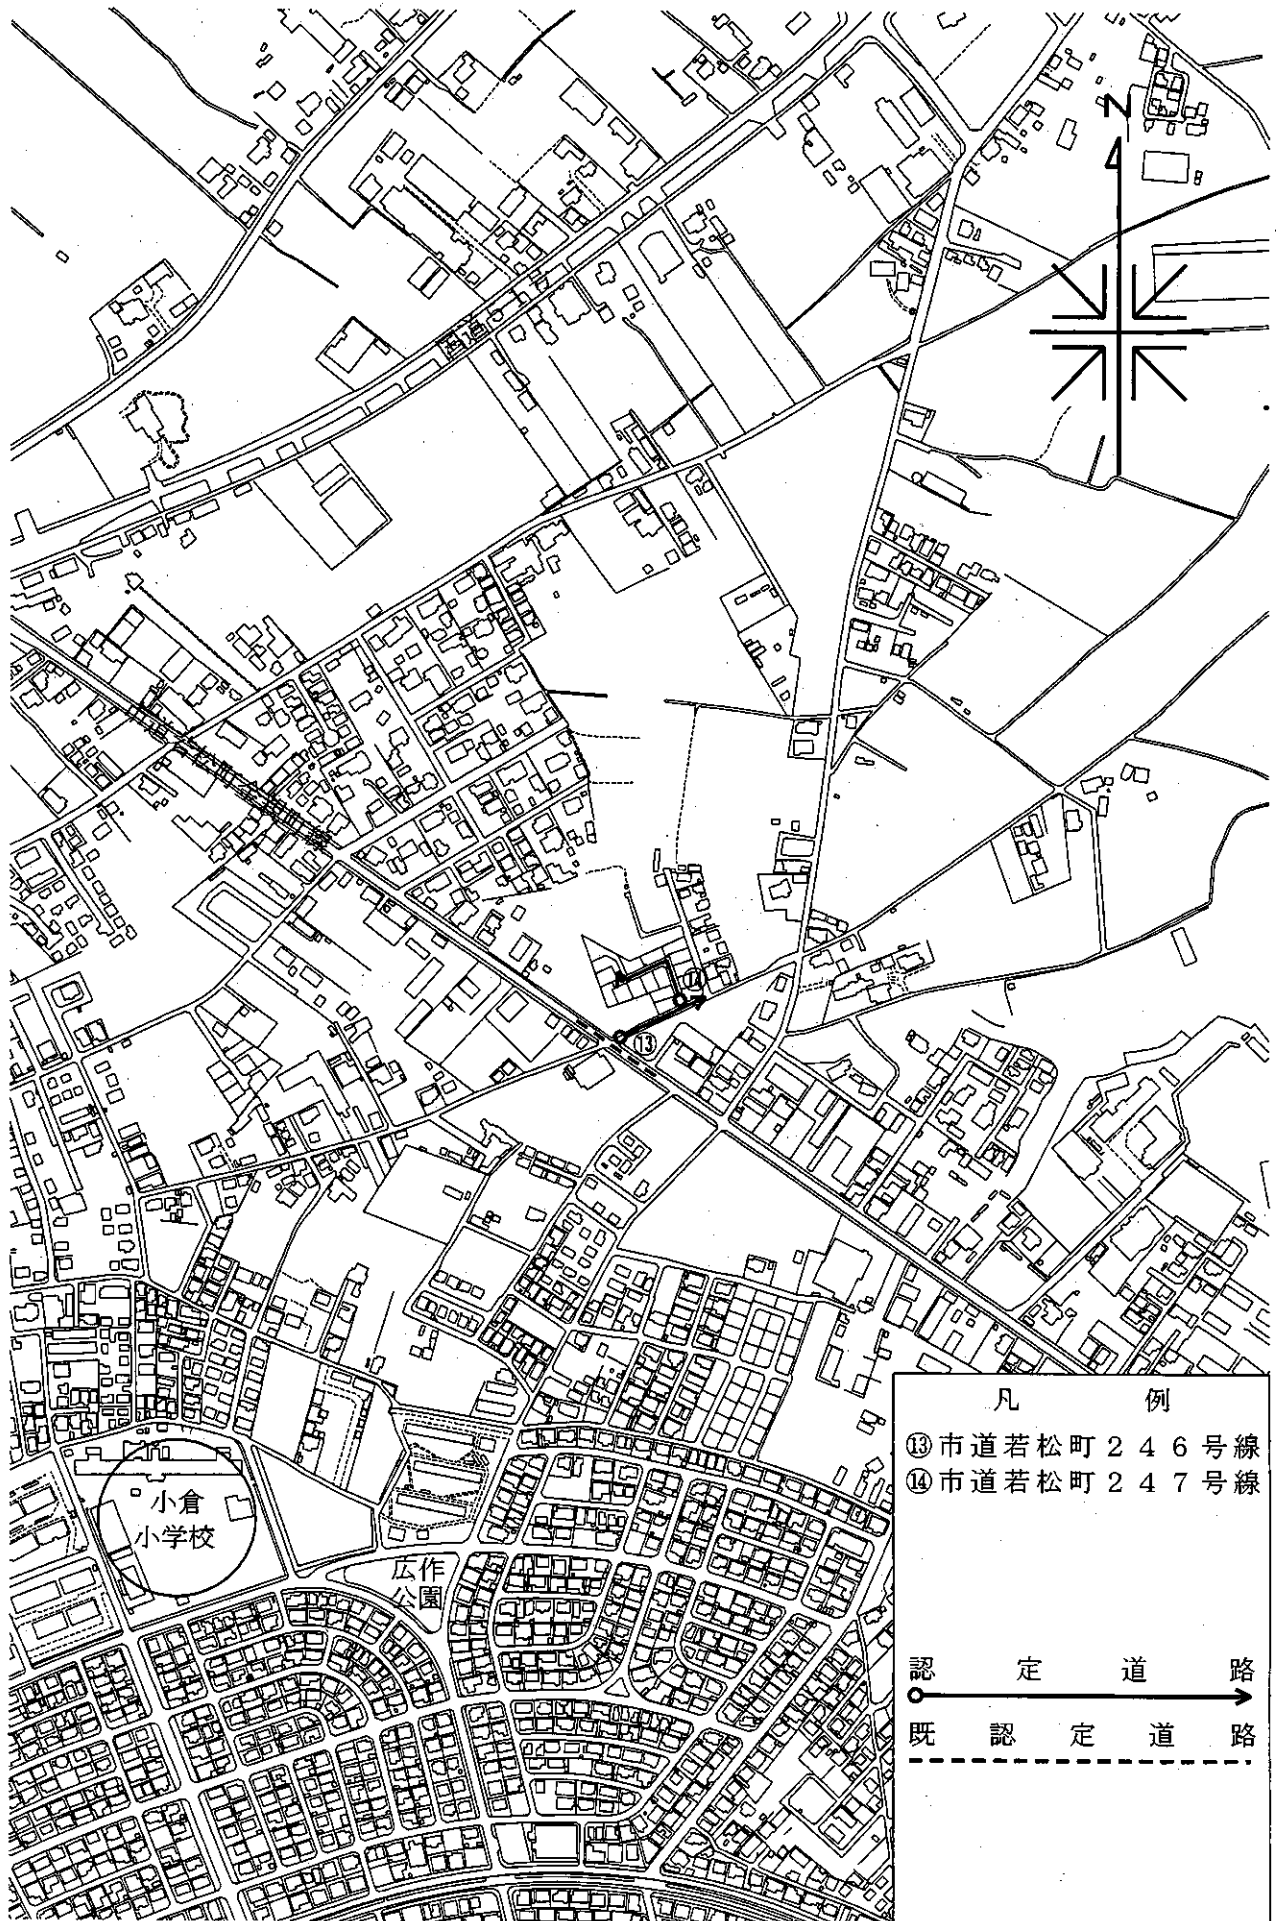 N
⑭
⑬
小倉
小学校
広作
公園
凡 例
⑬市道若松町246号線
⑭市道若松町247号線
認定道路
既認定道路